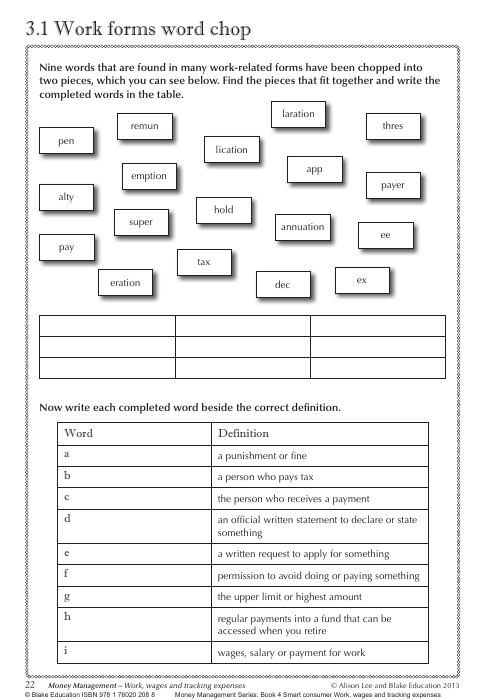 3.1 Work forms word chop
Nine words that are found in many work-related forms have been chopped into
two pieces, which you can see below. Find the pieces that fit together and write the
completed words in the table.
laration
remun
thres
pen
lication
app
emption
payer
alty
hold
super
annuation
ee
pay
tax
ex
eration
dec
Now write each completed word beside the correct definition.
Word Definition
a a punishment or fine
b a person who pays tax
c the person who receives a payment
d an official written statement to declare or state
something
e a written request to apply for something
f permission to avoid doing or paying something
g the upper limit or highest amount
h regular payments into a fund that can be
accessed when you retire
i wages, salary or payment for work
22 Money Management – Work, wages and tracking expenses © Alison Lee and Blake Education 2013
© Blake Education ISBN 978 1 76020 208 8 Money Management Series: Book 4 Smart consumer Work, wages and tracking expenses